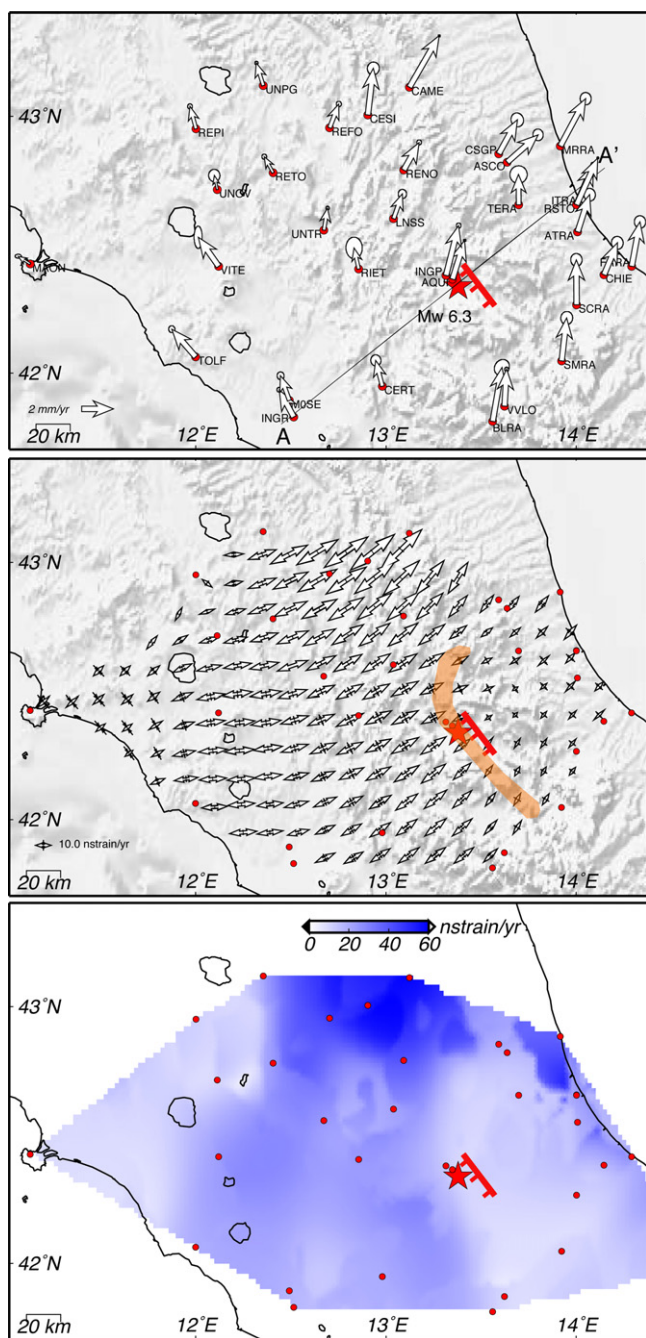 UNPG
CAME
43°N
REPI
REFO
CESI
CSGP
MRRA
ASCO
A'
RETO
RENO
UNOV
TERA
ITRA
RSTO
UNTR
LNSS
ATRA
VITE
RIET
INGP
AQUI
CHIE
SCRA
Mw 6.3
42°N
TOLF
SMRA
CERT
M0SE
VVLO
2 mm/yr
INGR
BLRA
20 km
12°E
A
13°E
14°E
43°N
42°N
10.0 nstrain/yr
20 km
12°E
13°E
14°E
nstrain/yr
0 20 40 60
43°N
42°N
20 km
12°E
13°E
14°E